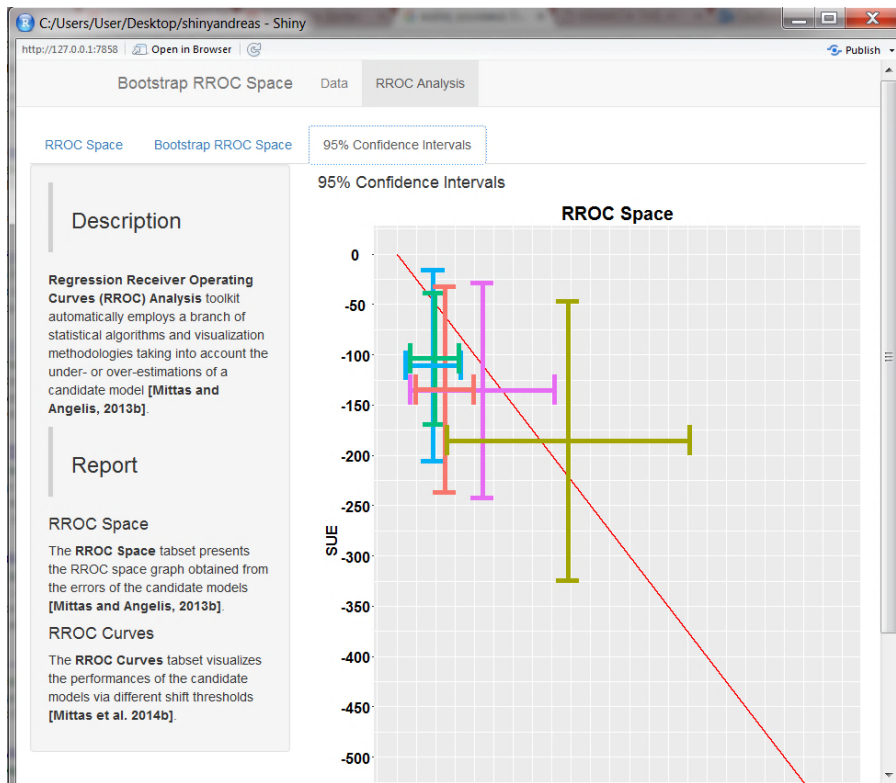 C:/Users/User/Desktop/shinyandreas - Shiny
http://127.0.0.1:7858
Open in Browser
Publish
Bootstrap RROC Space
Data
RROC Analysis
RROC Space
Bootstrap RROC Space
95% Confidence Intervals
Description
Regression Receiver Operating
Curves (RROC) Analysis toolkit
automatically employs a branch of
statistical algorithms and visualization
methodologies taking into account the
under- or over-estimations of a
candidate model [Mittas and
Angelis, 2013b].
Report
RROC Space
The RROC Space tabset presents
the RROC space graph obtained from
the errors of the candidate models
[Mittas and Angelis, 2013b].
RROC Curves
The RROC Curves tabset visualizes
the performances of the candidate
models via different shift thresholds
[Mittas et al. 2014b].
95% Confidence Intervals
RROC Space
0
-50
-100
-150
-200
-250
-300
-350
-400
-450
-500
SUE